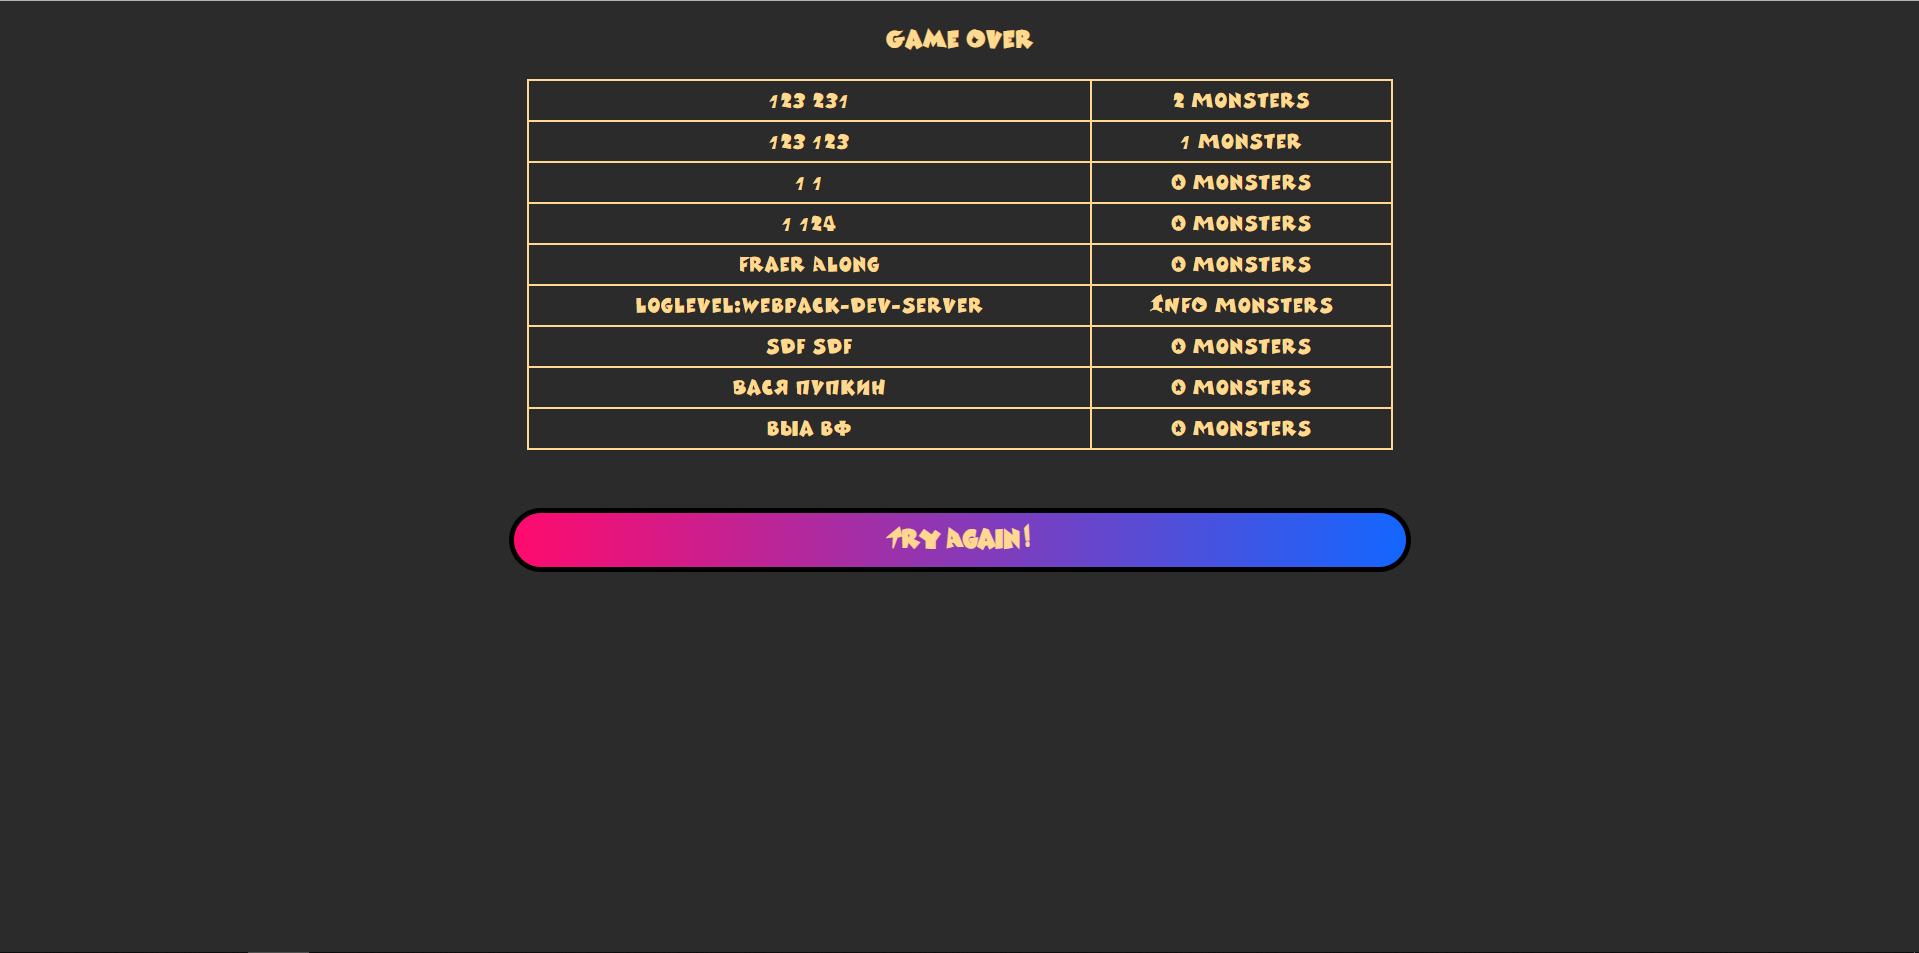 GAME OVER
123 231 2 MONSTERS
123 123 1 MONSTER
1 1 0 MONSTERS
1 124 0 MONSTERS
FRAER ALONG 0 MONSTERS
LOGLEVEL:WEBPACK-DEV-SERVER INFO MONSTERS
SDF SDF 0 MONSTERS
ВАСЯ ПУПКИН 0 MONSTERS
ВЫА ВФ 0 MONSTERS
TRY AGAIN!